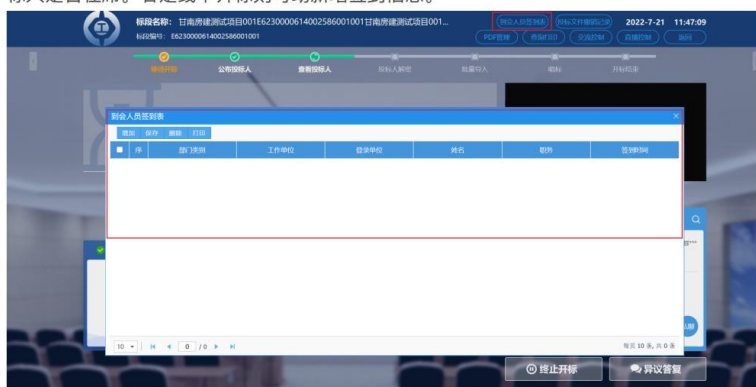 标段名称: 甘南房建测试项目001E6230000614002586001001甘南房建测试项目001...
标段编号: E6230000614002586001001
到会人员签到表 投标文件撤回记录 2022-7-21 11:47:09
PDF管理 查询打印 交流控制 直播控制 返回
公布投标人 查看投标人 投标人解密 批量导入 唱标 开标结束
到会人员签到表 ×
增加 保存 删除 打印
序 部门类别 工作单位 登录单位 姓名 职务 签到时间
10 0 / 0 每页 10 条, 共 0 条
终止开标 异议答复